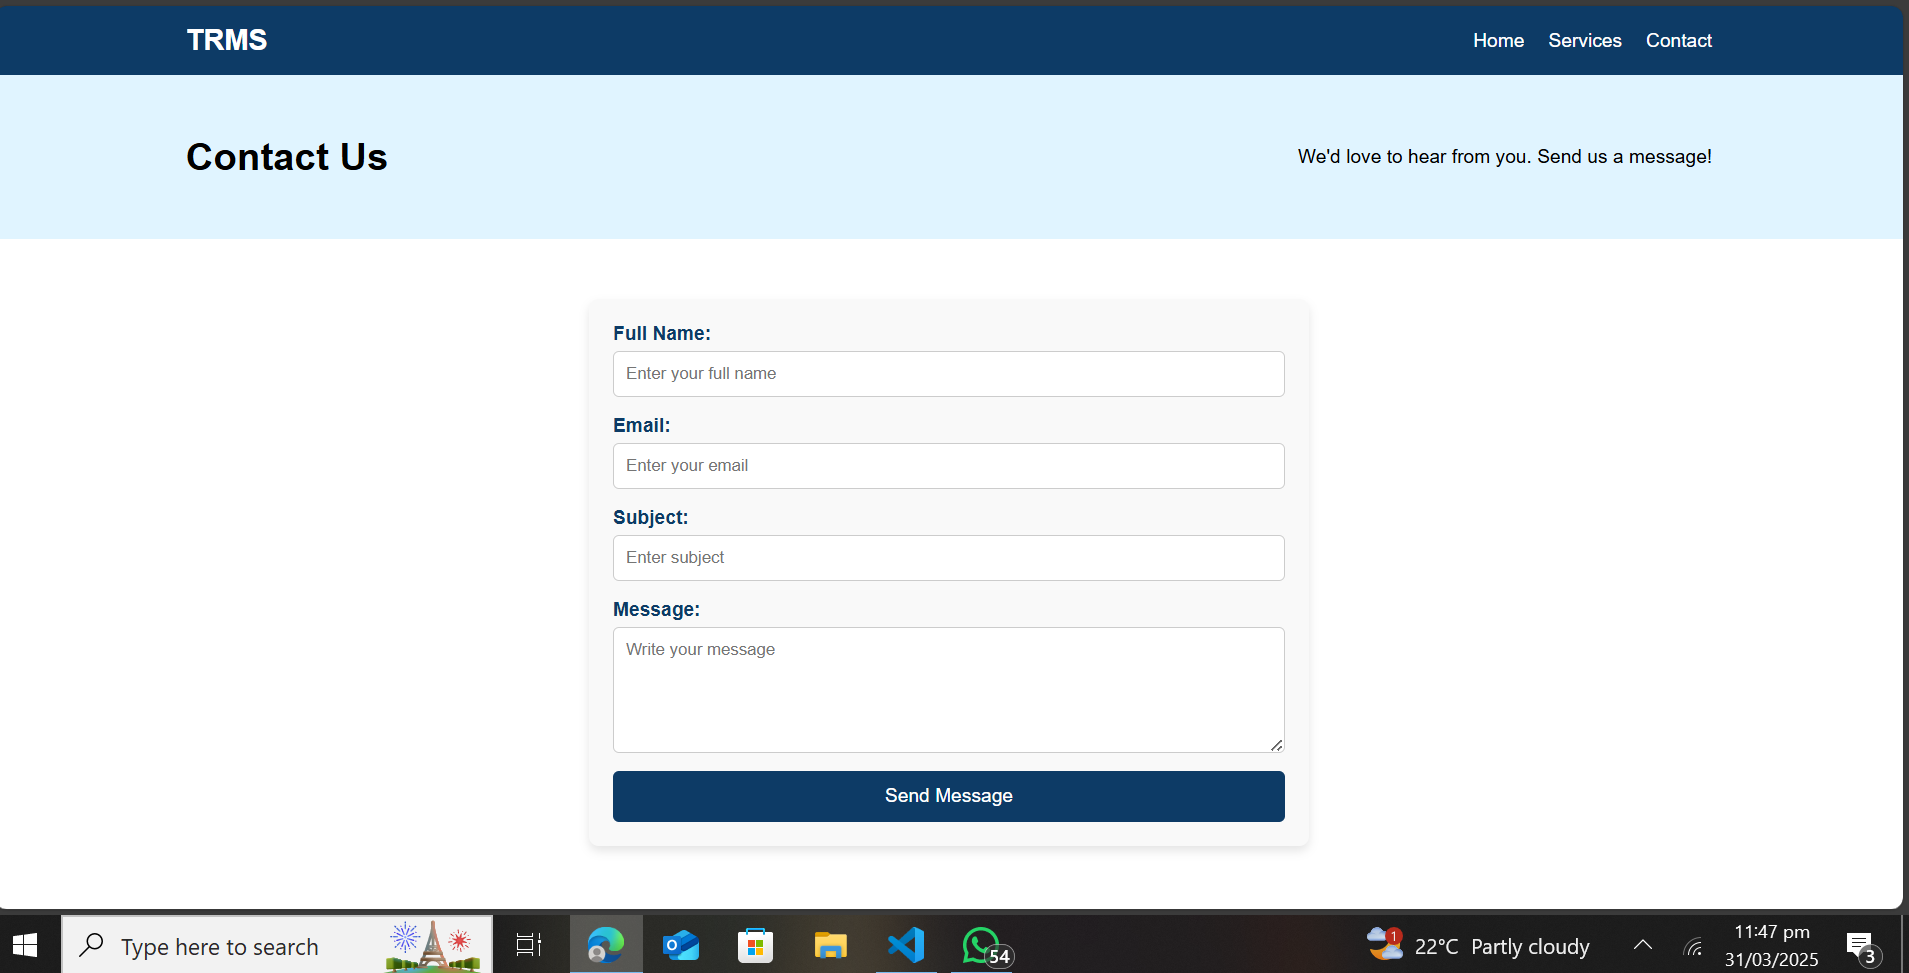 TRMS
Home Services Contact
Contact Us
We'd love to hear from you. Send us a message!
Full Name:
Enter your full name
Email:
Enter your email
Subject:
Enter subject
Message:
Write your message
Send Message
Type here to search
54
1
22°C Partly cloudy
11:47 pm
31/03/2025
3